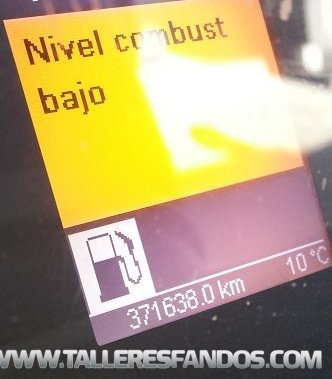 Nivel combust
bajo
371638.0 km
10 °C
WWW.TALLERESFANDOS.COM